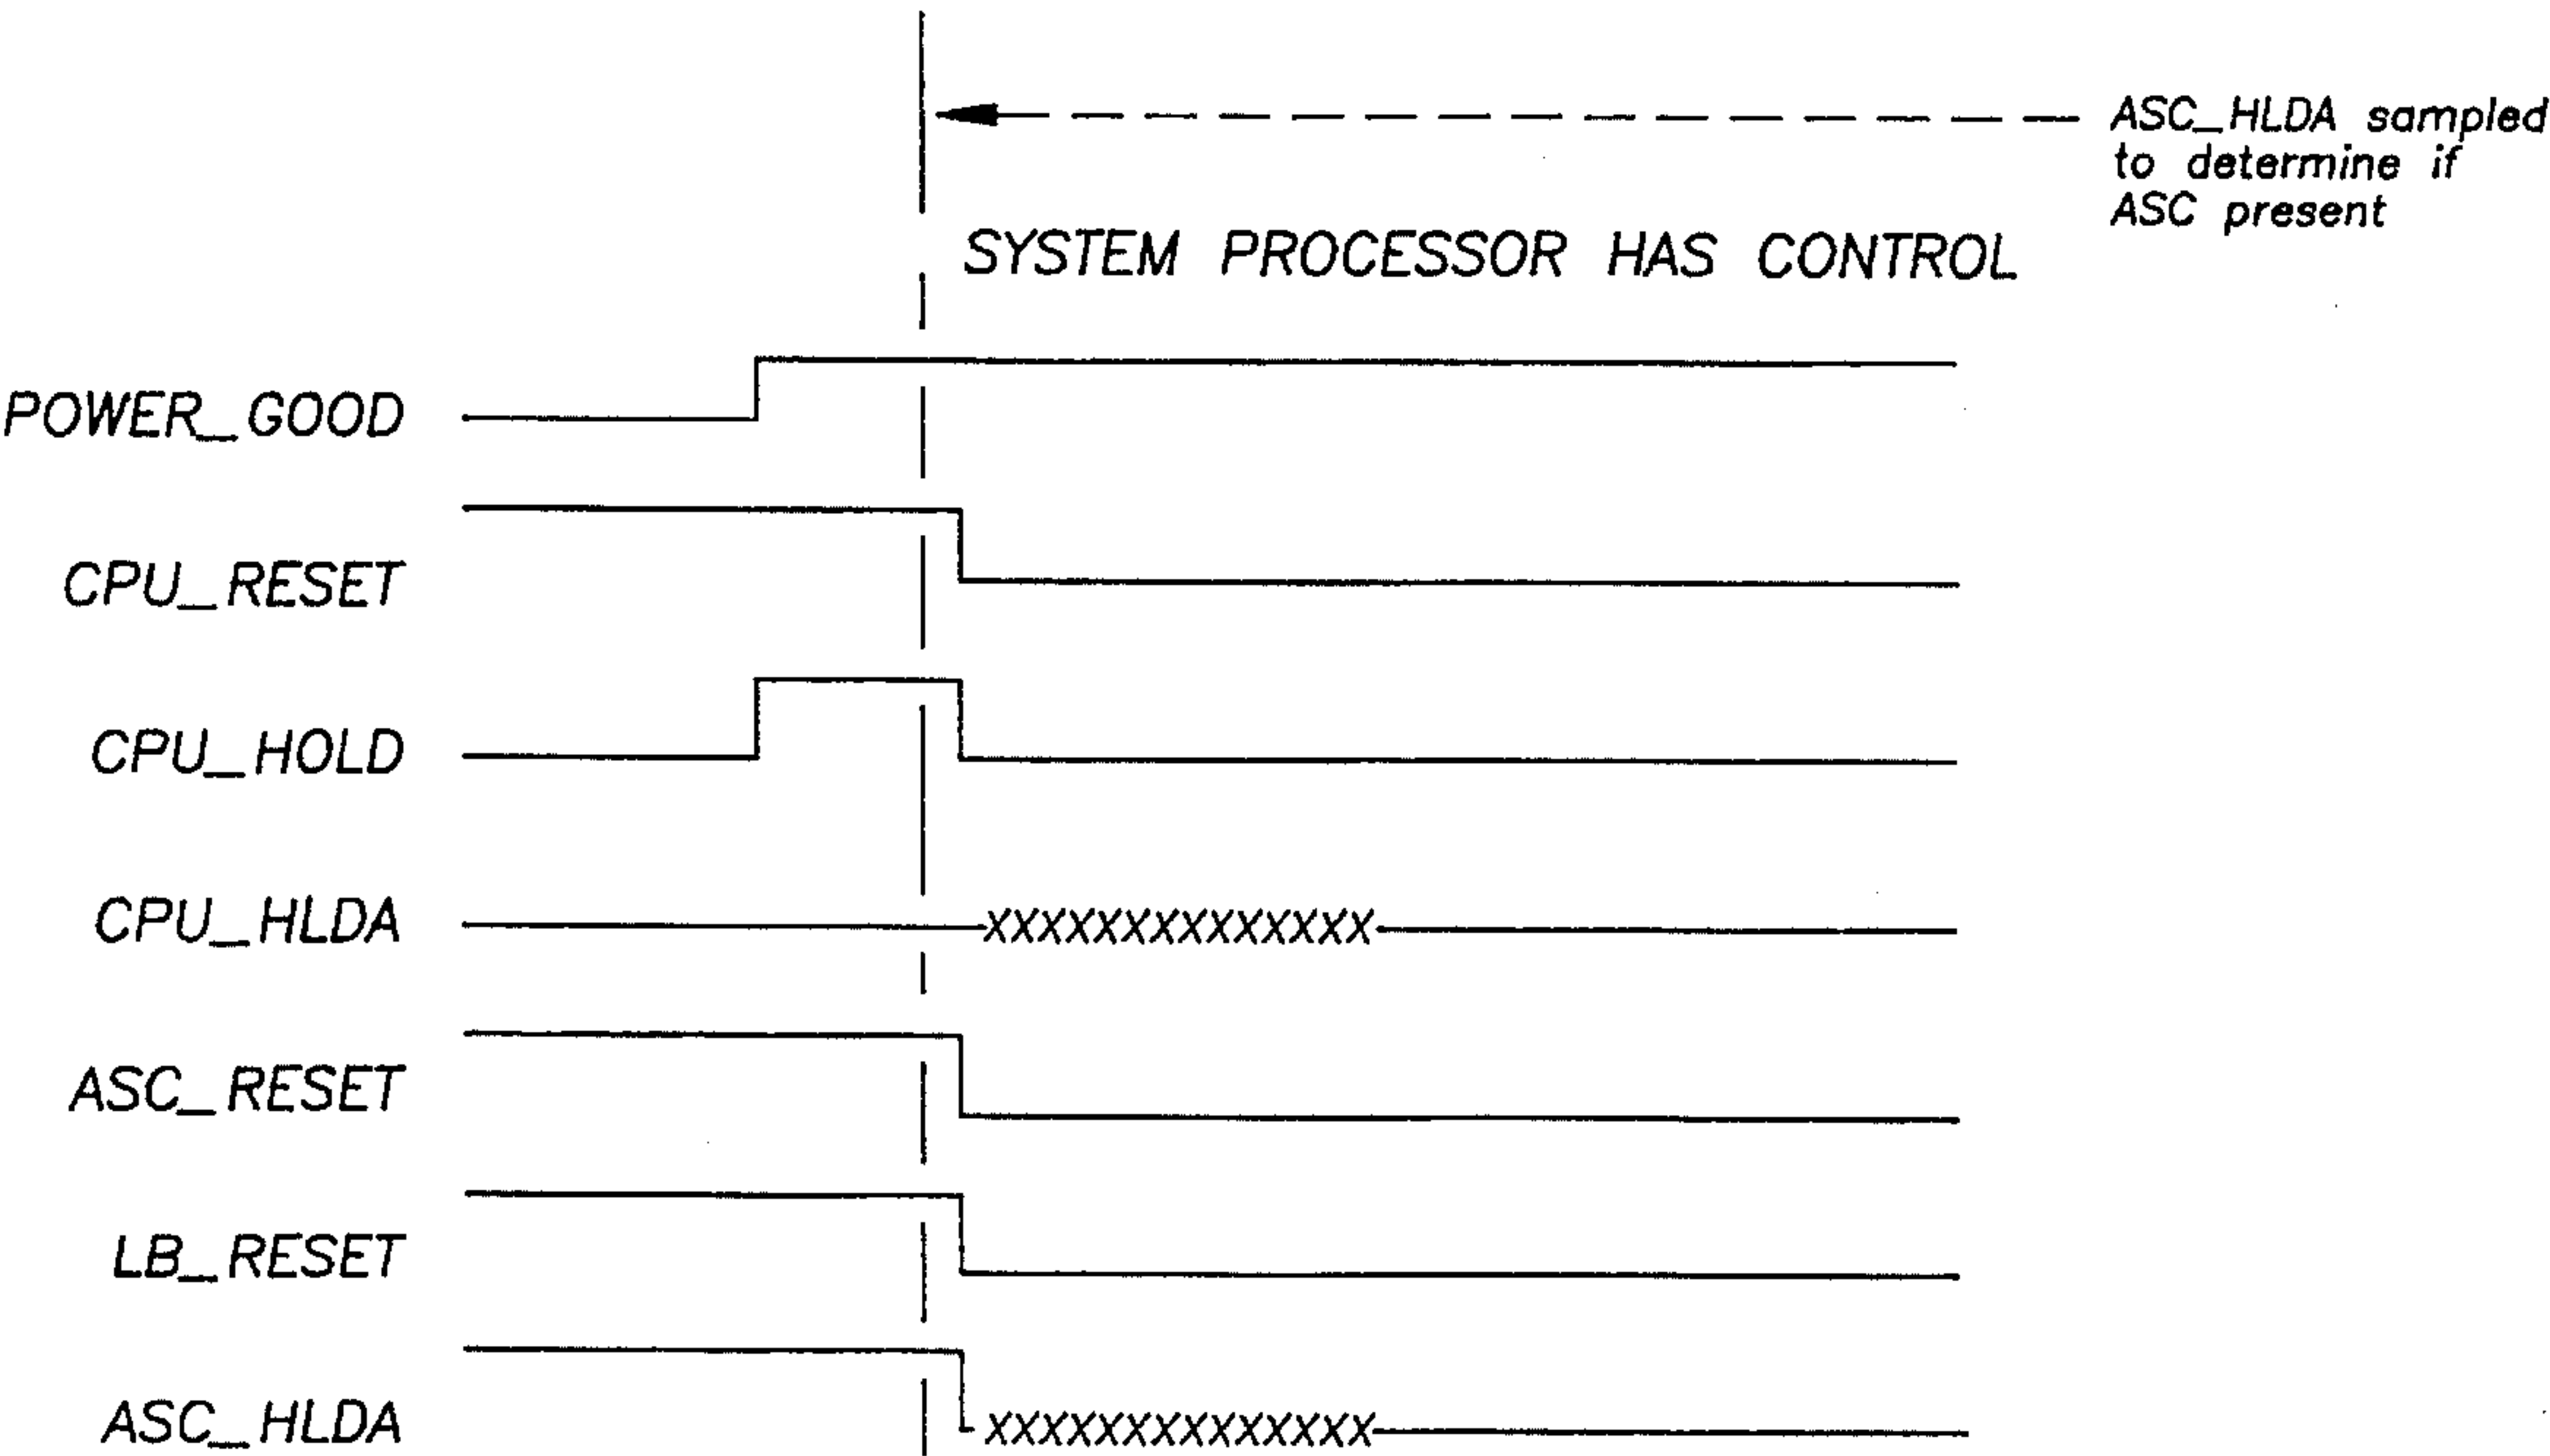 ASC_HLDA sampled
to determine if
ASC present
SYSTEM PROCESSOR HAS CONTROL
POWER_GOOD
CPU_RESET
CPU_HOLD
CPU_HLDA
XXXXXXXXXXXXXX
ASC_RESET
LB_RESET
ASC_HLDA
XXXXXXXXXXXXXX